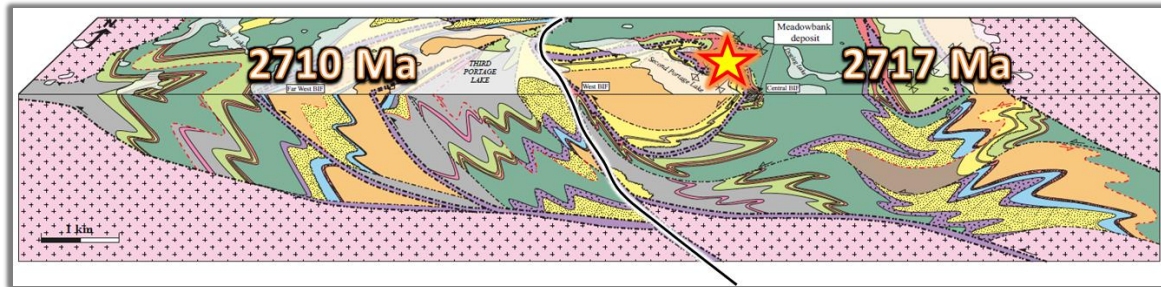 N
Meadowbank
deposit
2710 Ma
2717 Ma
THIRD
PORTAGE
LAKE
Second Portage Lake
Far West BIF
West BIF
Central BIF
1 km